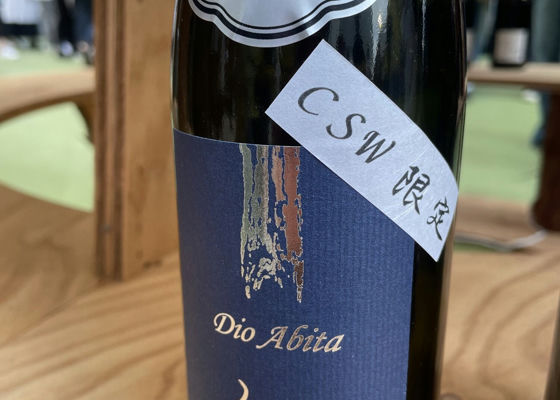 CSW 限定
Dio Abita